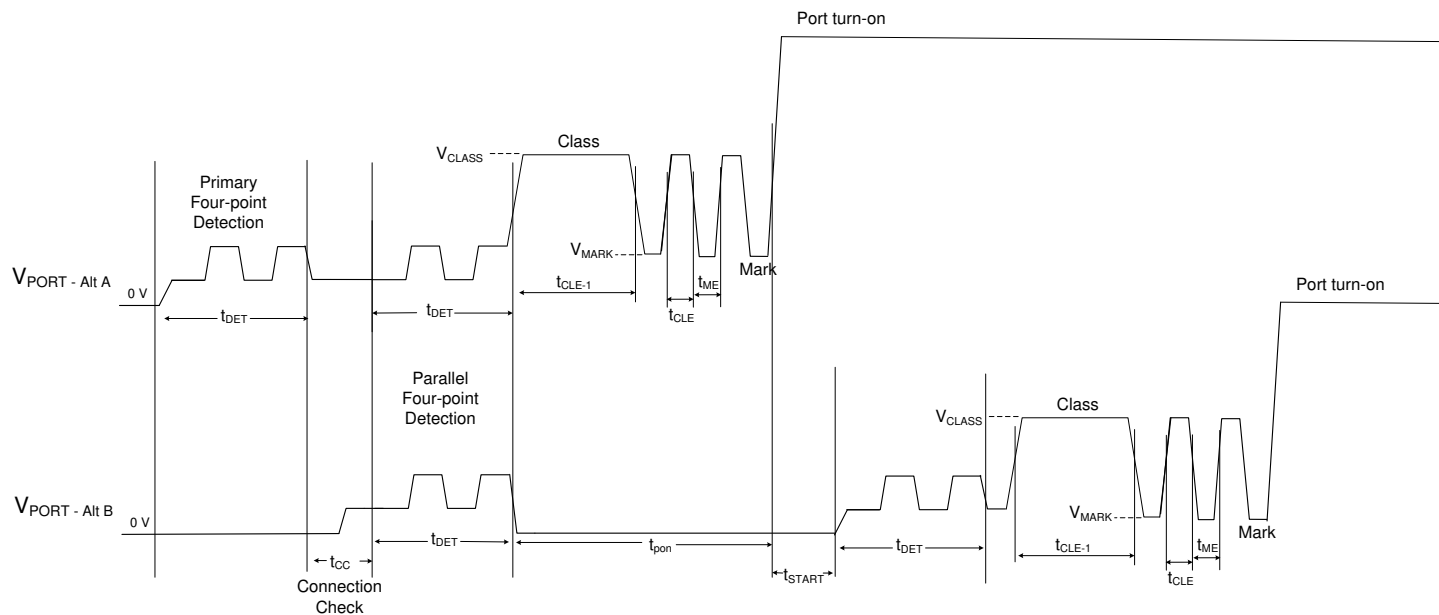 Port turn-on
Class
VCLASS
Primary
Four-point
Detection
VMARK
Mark
VPORT - Alt A
0 V
tDET
tDET
tCLE-1
tCLE
tME
Port turn-on
Parallel
Four-point
Detection
Class
VCLASS
VMARK
Mark
VPORT - Alt B
0 V
tCC
Connection
Check
tDET
tpon
tSTART
tDET
tCLE-1
tCLE
tME